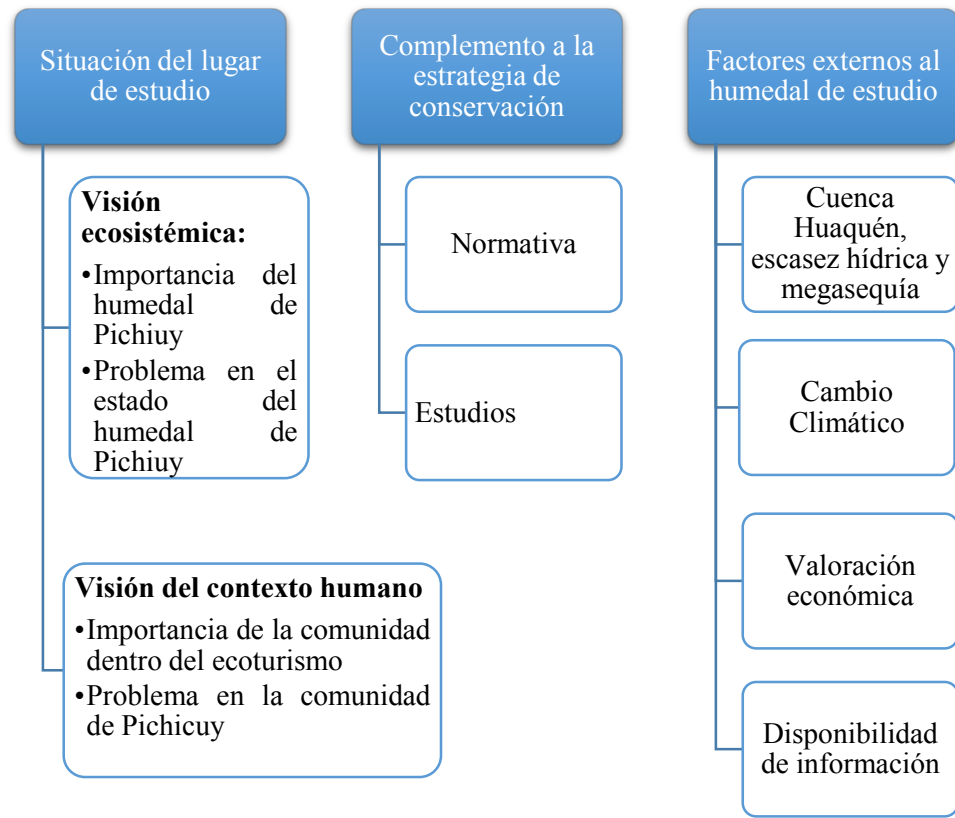 Situación del lugar
de estudio
Visión
ecosistémica:
•Importancia del
humedal de
Pichiuy
•Problema en el
estado del
humedal de
Pichiuy
Visión del contexto humano
•Importancia de la comunidad
dentro del ecoturismo
•Problema en la comunidad
de Pichicuy
Complemento a la
estrategia de
conservación
Normativa
Estudios
Factores externos al
humedal de estudio
Cuenca
Huaquén,
escasez hídrica y
megasequía
Cambio
Climático
Valoración
económica
Disponibilidad
de información